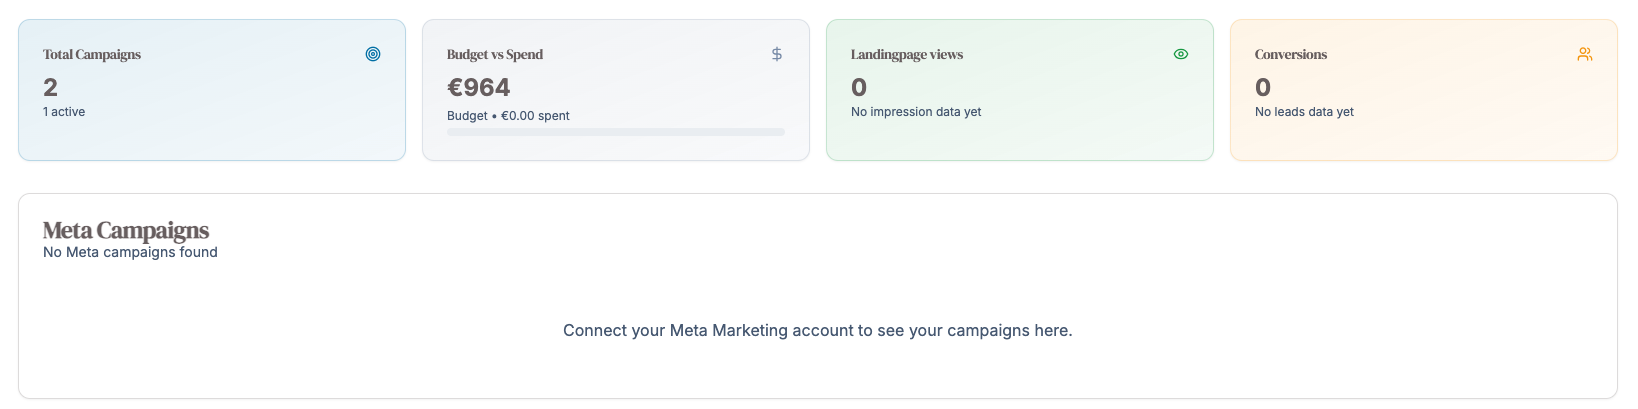 Total Campaigns
2
1 active
Budget vs Spend
€964
Budget • €0.00 spent
Landingpage views
0
No impression data yet
Conversions
0
No leads data yet
Meta Campaigns
No Meta campaigns found
Connect your Meta Marketing account to see your campaigns here.